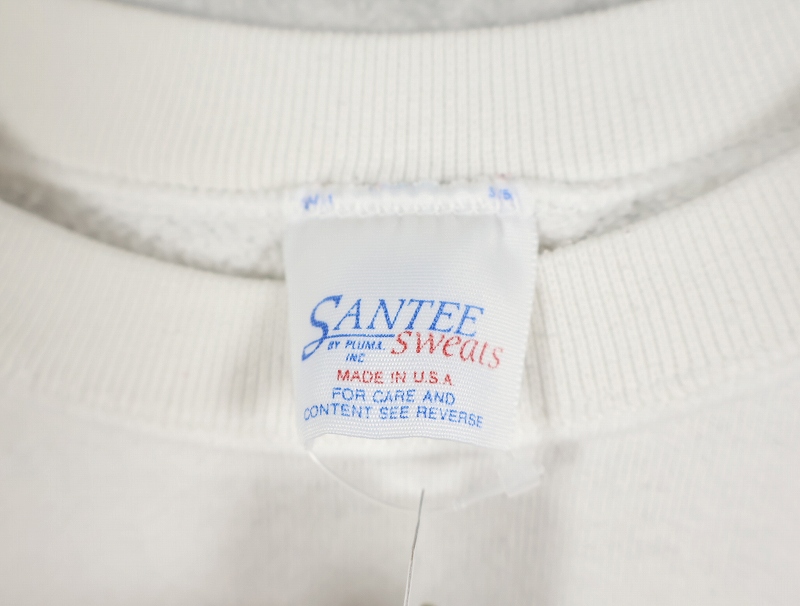 SANTEE
BY PLUMA, INC
sweats
MADE IN U.S.A
FOR CARE AND
CONTENT SEE REVERSE